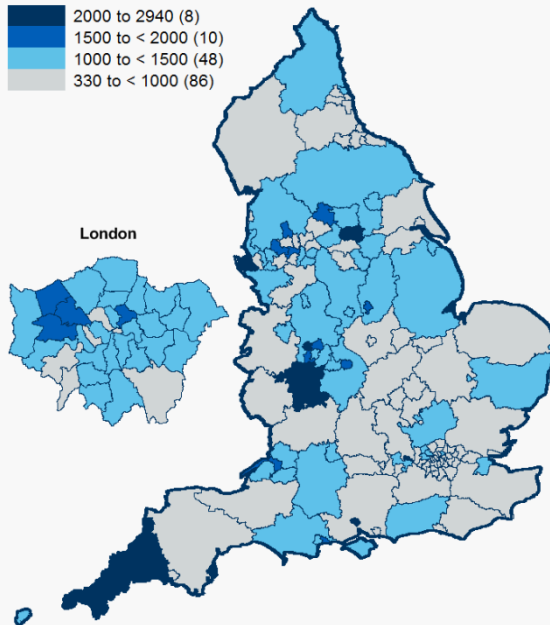 2000 to 2940 (8)
1500 to < 2000 (10)
1000 to < 1500 (48)
330 to < 1000 (86)
London